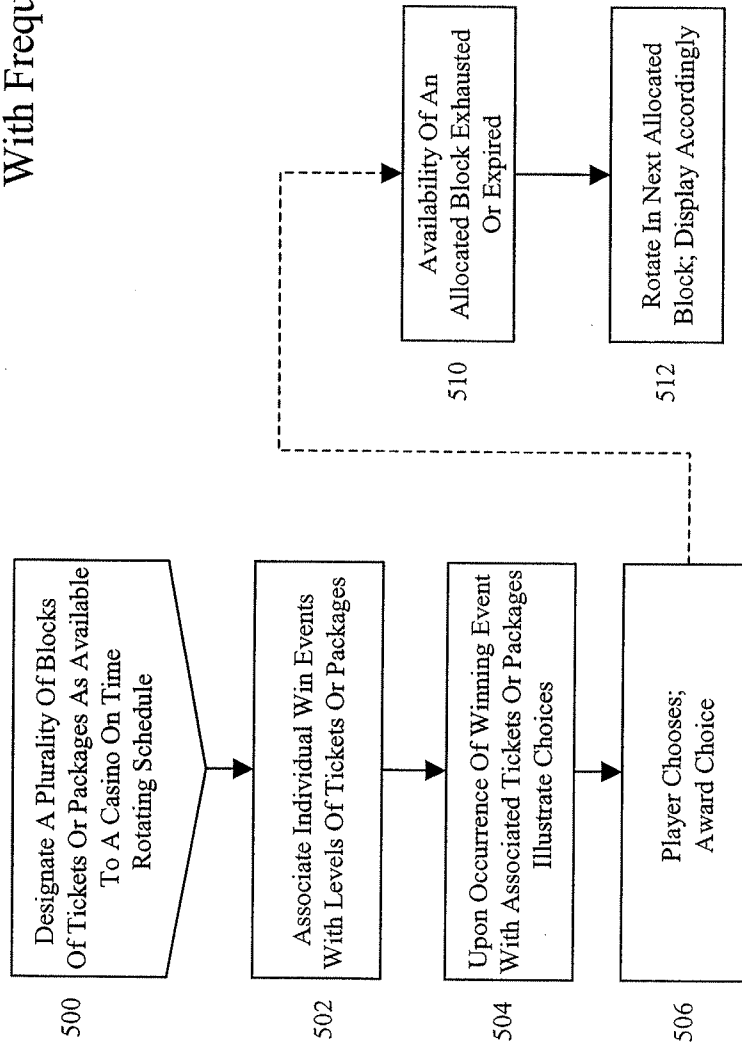 With Frequ
500
Designate A Plurality Of Blocks
Of Tickets Or Packages As Available
To A Casino On Time
Rotating Schedule
502
Associate Individual Win Events
With Levels Of Tickets Or Packages
504
Upon Occurrence Of Winning Event
With Associated Tickets Or Packages
Illustrate Choices
506
Player Chooses;
Award Choice
510
Availability Of An
Allocated Block Exhausted
Or Expired
512
Rotate In Next Allocated
Block; Display Accordingly